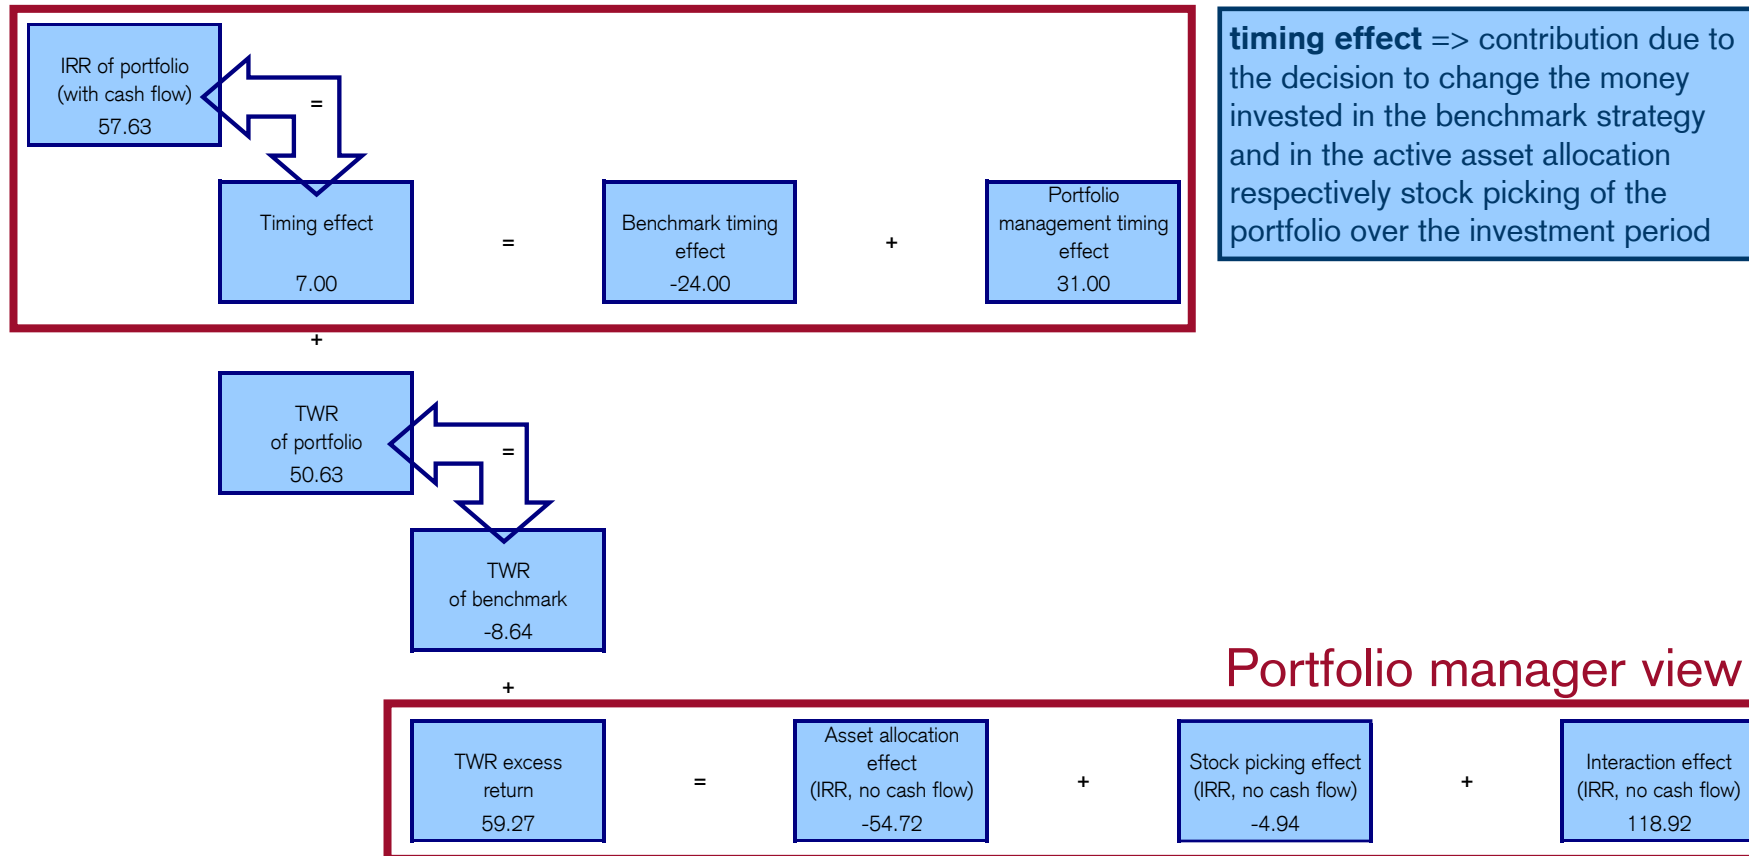 IRR of portfolio
(with cash flow)
57.63
=
timing effect => contribution due to
the decision to change the money
invested in the benchmark strategy
and in the active asset allocation
respectively stock picking of the
portfolio over the investment period
Timing effect
7.00
=
Benchmark timing
effect
-24.00
+
Portfolio
management timing
effect
31.00
+
TWR
of portfolio
50.63
=
TWR
of benchmark
-8.64
+
Portfolio manager view
TWR excess
return
59.27
=
Asset allocation
effect
(IRR, no cash flow)
-54.72
+
Stock picking effect
(IRR, no cash flow)
-4.94
+
Interaction effect
(IRR, no cash flow)
118.92